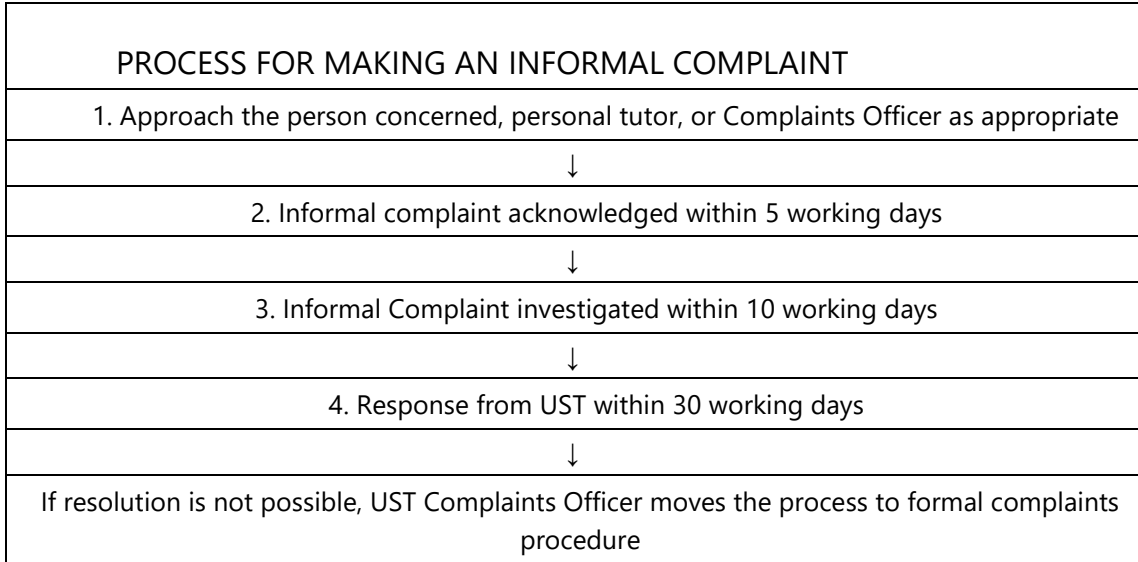 PROCESS FOR MAKING AN INFORMAL COMPLAINT
1. Approach the person concerned, personal tutor, or Complaints Officer as appropriate
↓
2. Informal complaint acknowledged within 5 working days
↓
3. Informal Complaint investigated within 10 working days
↓
4. Response from UST within 30 working days
↓
If resolution is not possible, UST Complaints Officer moves the process to formal complaints
procedure